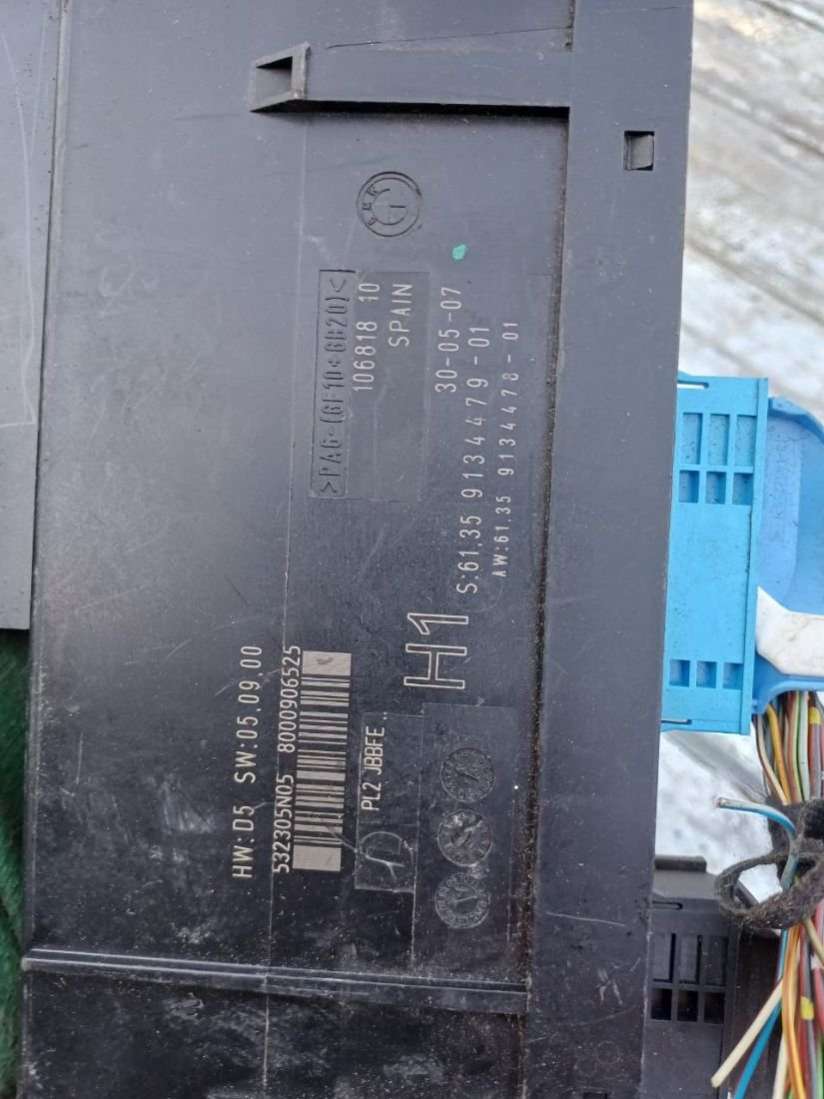 BMW
>PA6-(GF10+GB20)<
106818 10
SPAIN
30-05-07
S:61.35 9134479-01
AW:61.35 9134478-01
H1
HW:D5 SW:05.09.00
532305N05 8000906525
PL2 JBBFE